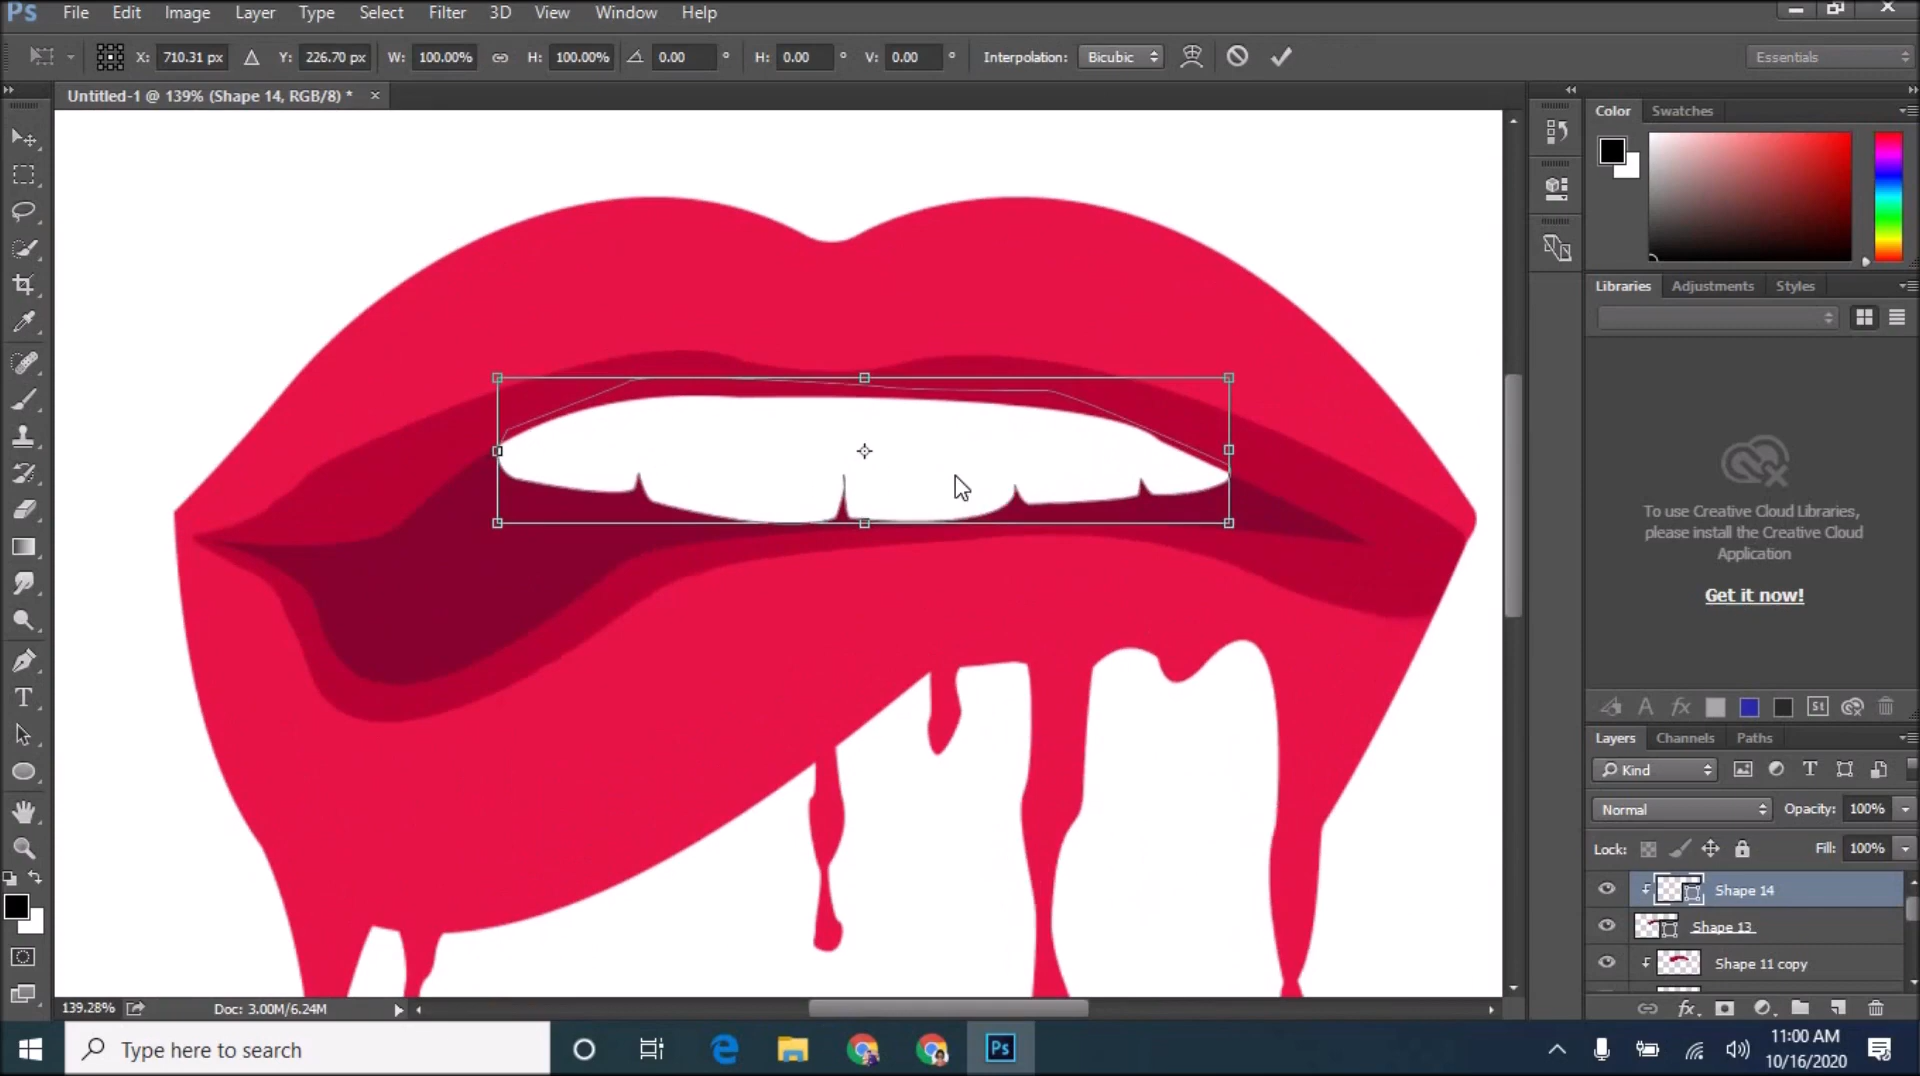 Ps File Edit Image Layer Type Select Filter 3D View Window Help
X: 710.31 px Y: 226.70 px W: 100.00% H: 100.00% 0.00 ° H: 0.00 ° V: 0.00 ° Interpolation: Bicubic Essentials
Untitled-1 @ 139% (Shape 14, RGB/8) * ×
Color Swatches
Libraries Adjustments Styles
To use Creative Cloud Libraries,
please install the Creative Cloud
Application
Get it now!
A fx St
Layers Channels Paths
Kind T
Normal Opacity: 100%
Lock: Fill: 100%
Shape 14
Shape 13
Shape 11 copy
fx
T
139.28% Doc: 3.00M/6.24M
Type here to search
Ps
11:00 AM
10/16/2020